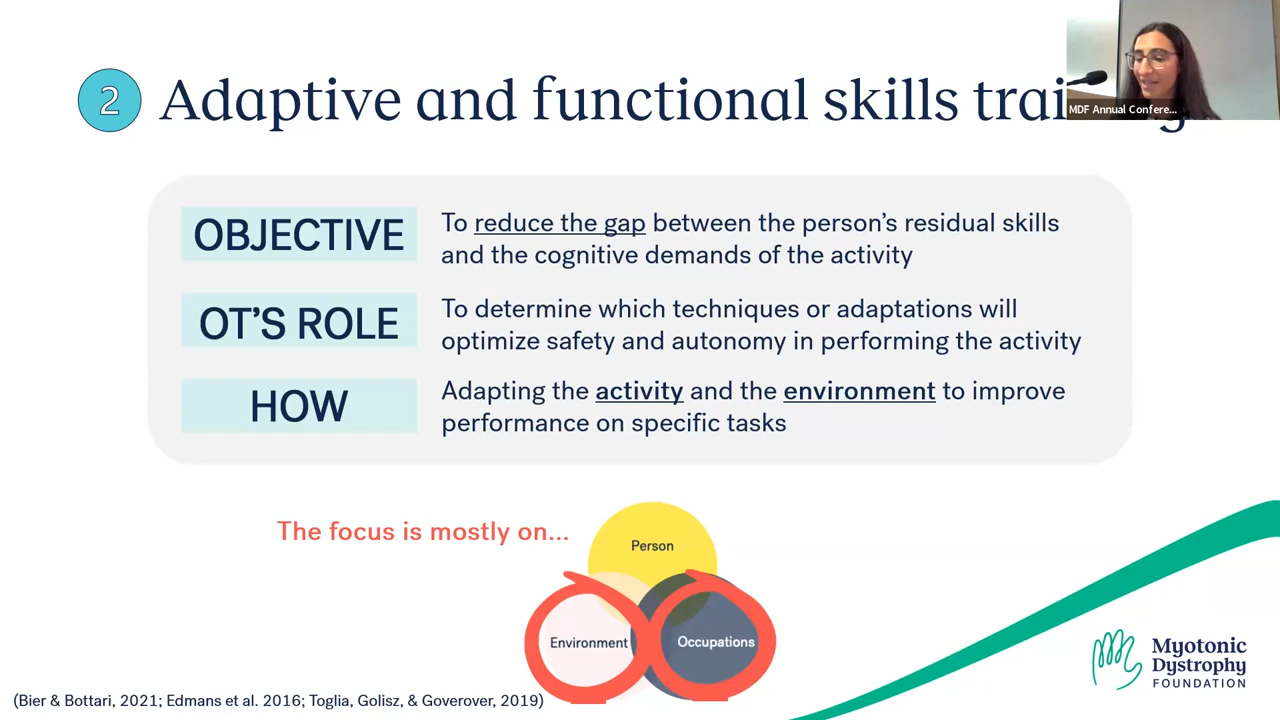 2 Adaptive and functional skills trai g
MDF Annual Confere...
OBJECTIVE
To reduce the gap between the person's residual skills
and the cognitive demands of the activity
OT'S ROLE
To determine which techniques or adaptations will
optimize safety and autonomy in performing the activity
HOW
Adapting the activity and the environment to improve
performance on specific tasks
The focus is mostly on...
Person
Environment
Occupations
(Bier & Bottari, 2021; Edmans et al. 2016; Toglia, Golisz, & Goverover, 2019)
Myotonic
Dystrophy
FOUNDATION